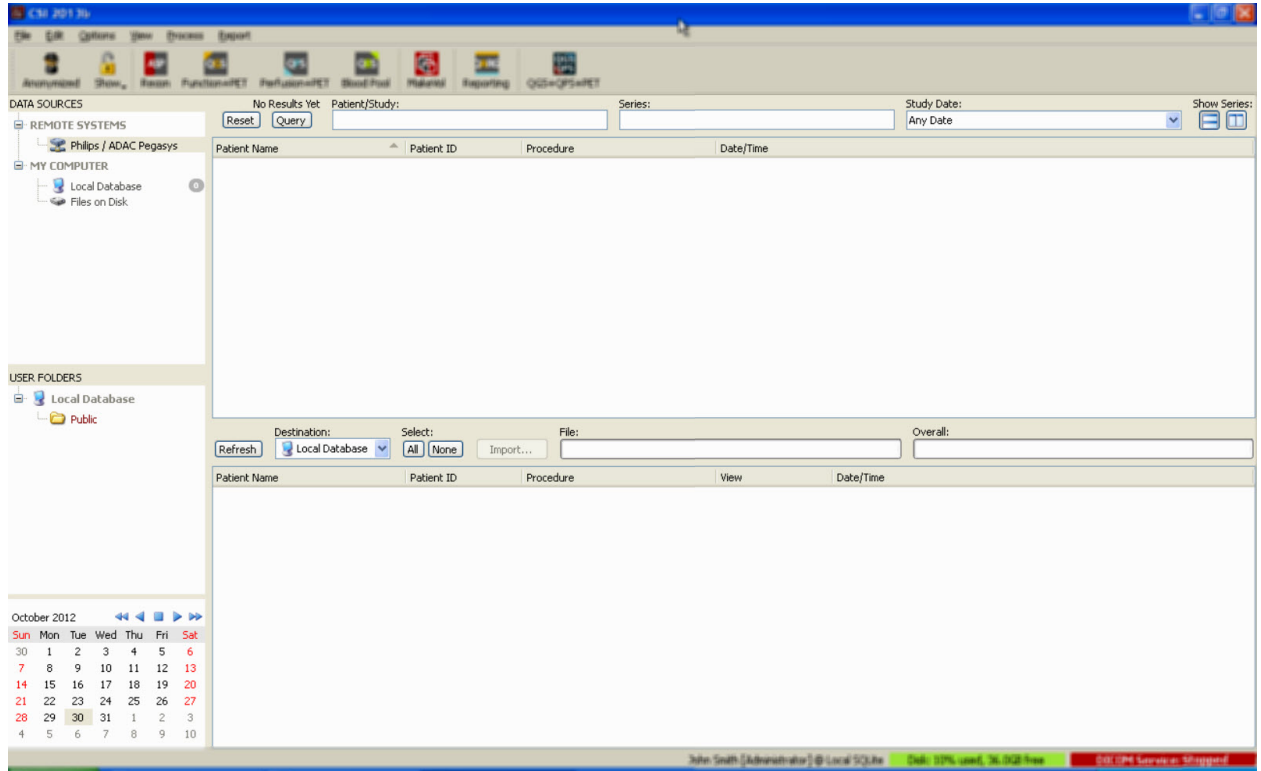 CSI 2013b
File Edit Options View Process Export
Anonymized Show... Recon Function+PET Perfusion+PET Blood Pool Reporting QGS+QPS+PET
DATA SOURCES
REMOTE SYSTEMS
Philips / ADAC Pegasys
MY COMPUTER
Local Database
Files on Disk
No Results Yet Patient/Study: Series: Study Date: Show Series:
Reset Query Any Date
Patient Name Patient ID Procedure Date/Time
USER FOLDERS
Local Database
Public
Destination: Select: File: Overall:
Refresh Local Database All None Import...
Patient Name Patient ID Procedure View Date/Time
October 2012
Sun Mon Tue Wed Thu Fri Sat
30 1 2 3 4 5 6
7 8 9 10 11 12 13
14 15 16 17 18 19 20
21 22 23 24 25 26 27
28 29 30 31 1 2 3
4 5 6 7 8 9 10
John Smith [Administrator] @ Local SQLite Disk: 10% used, 36.0GB free DICOM Service: Stopped